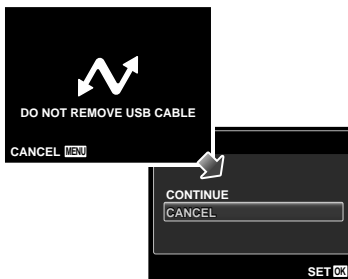 DO NOT REMOVE USB CABLE
CANCEL MENU
CONTINUE
CANCEL
SET OK